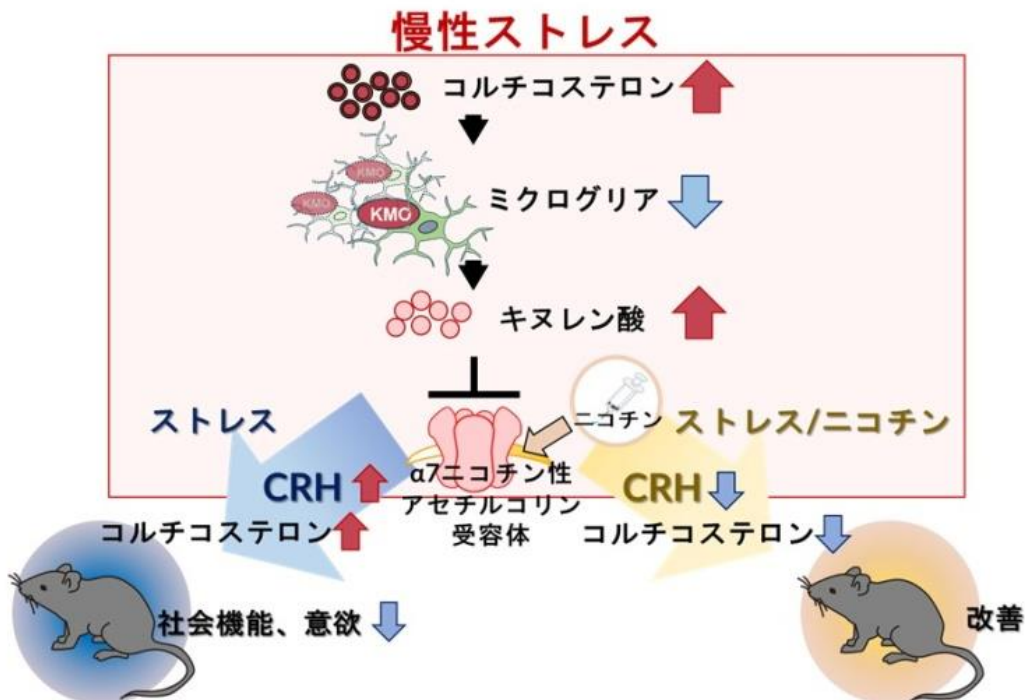 慢性ストレス
コルチコステロン
KMO
KMO
KMO
ミクログリア
キヌレン酸
ニコチン
ストレス
ストレス/ニコチン
CRH
α7ニコチン性
アセチルコリン
受容体
CRH
コルチコステロン
コルチコステロン
社会機能、意欲
改善